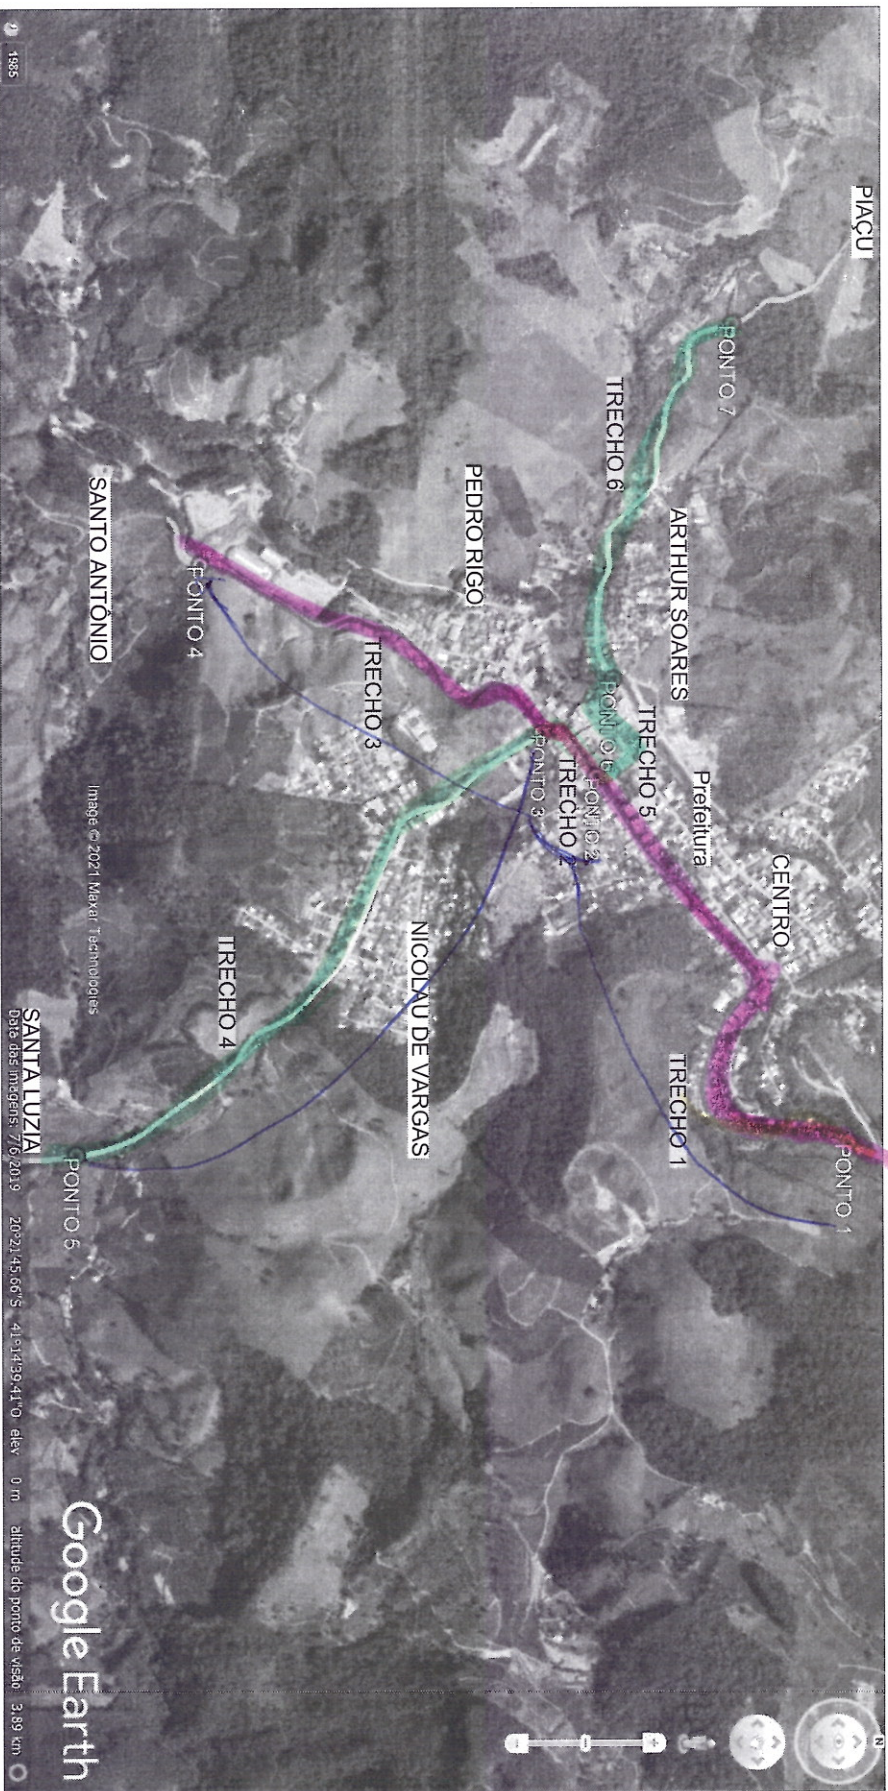 PIAÇU
PONTO 7
TRECHO 6
ARTHUR SOARES
PEDRO RIGO
SANTO ANTÔNIO
PONTO 4
TRECHO 3
PONTO 6
TRECHO 5
Prefeitura
CENTRO
PONTO 3
TRECHO 2
PONTO 2
NICOLAU DE VARGAS
TRECHO 4
TRECHO 1
PONTO 1
SANTA LUZIA
PONTO 5
Image © 2021 Maxar Technologies
1985
Data das imagens: 7/6/2019 20°21'45.66"S 41°14'39.41"O elev 0 m altitude do ponto de visão 3.89 km
Google Earth
N